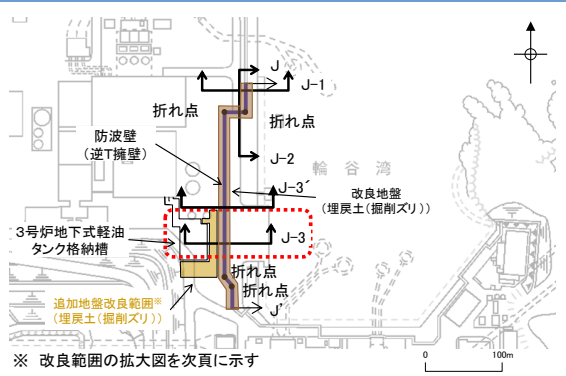 J
J-1
折れ点
折れ点
防波壁
(逆T擁壁)
J-2
輪谷湾
J-3´
改良地盤
(埋戻土(掘削ズリ))
3号炉地下式軽油
タンク格納槽
J-3
折れ点
折れ点
追加地盤改良範囲※
(埋戻土(掘削ズリ))
J'
※ 改良範囲の拡大図を次頁に示す
0 100m